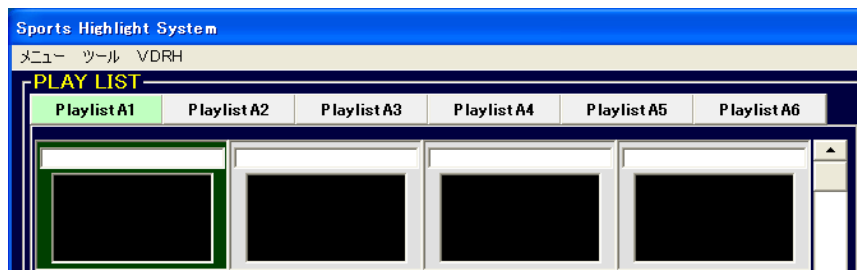 Sports Highlight System
メニュー ツール VDRH
PLAY LIST
Playlist A1 Playlist A2 Playlist A3 Playlist A4 Playlist A5 Playlist A6